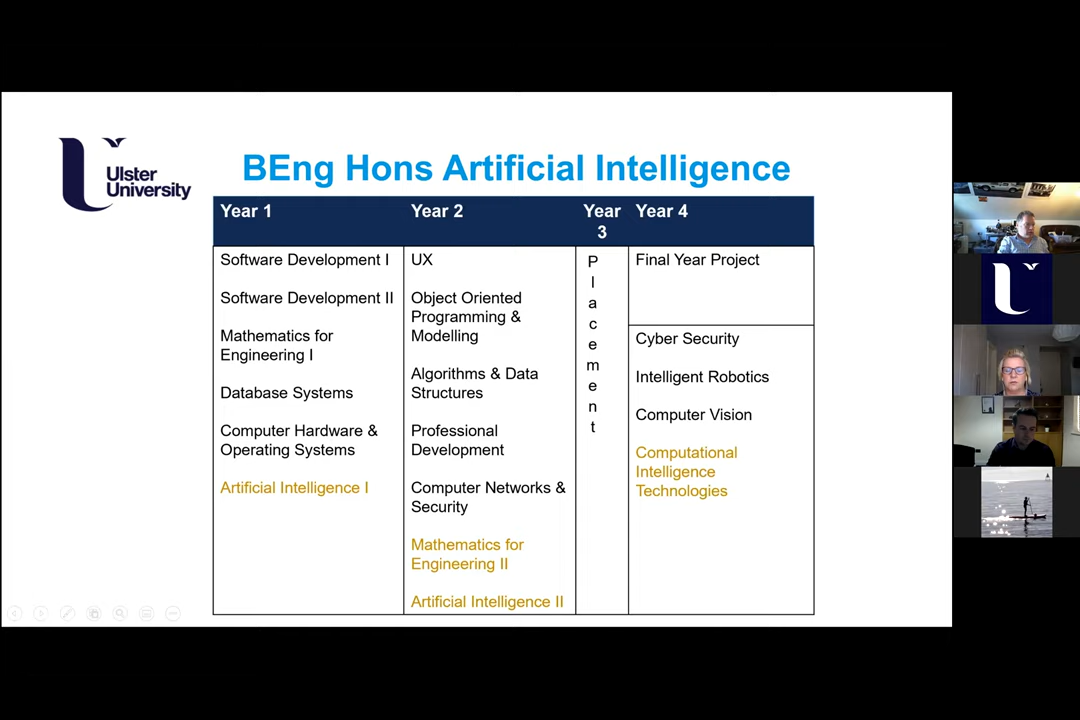 Ulster
University
BEng Hons Artificial Intelligence
Year 1
Year 2
Year
3
Year 4
Software Development I
Software Development II
Mathematics for
Engineering I
Database Systems
Computer Hardware &
Operating Systems
Artificial Intelligence I
UX
Object Oriented
Programming &
Modelling
Algorithms & Data
Structures
Professional
Development
Computer Networks &
Security
Mathematics for
Engineering II
Artificial Intelligence II
P
l
a
c
e
m
e
n
t
Final Year Project
Cyber Security
Intelligent Robotics
Computer Vision
Computational
Intelligence
Technologies